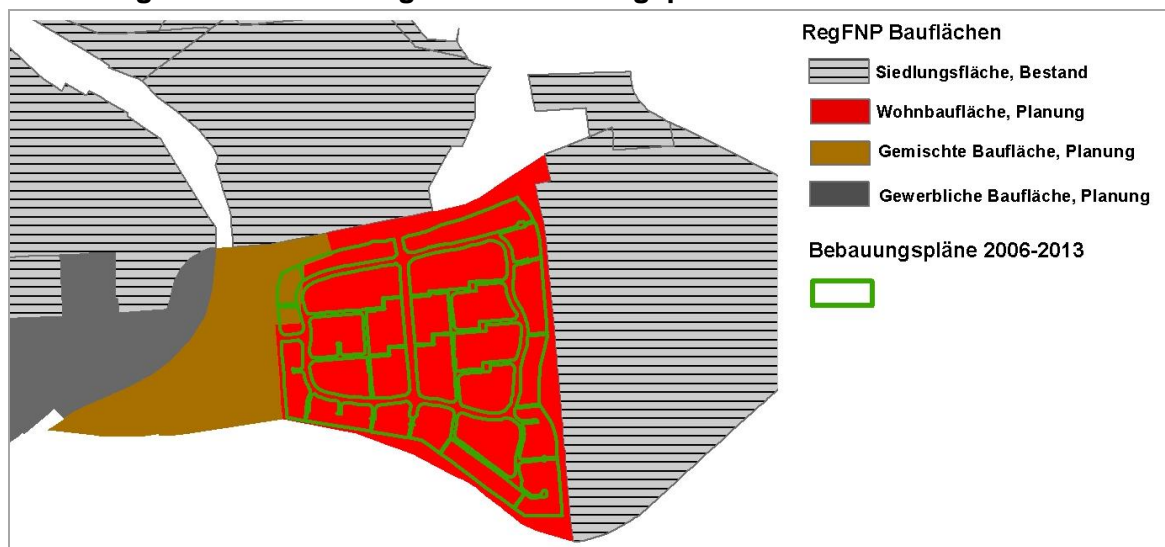 RegFNP Bauflächen
Siedlungsfläche, Bestand
Wohnbaufläche, Planung
Gemischte Baufläche, Planung
Gewerbliche Baufläche, Planung
Bebauungspläne 2006-2013